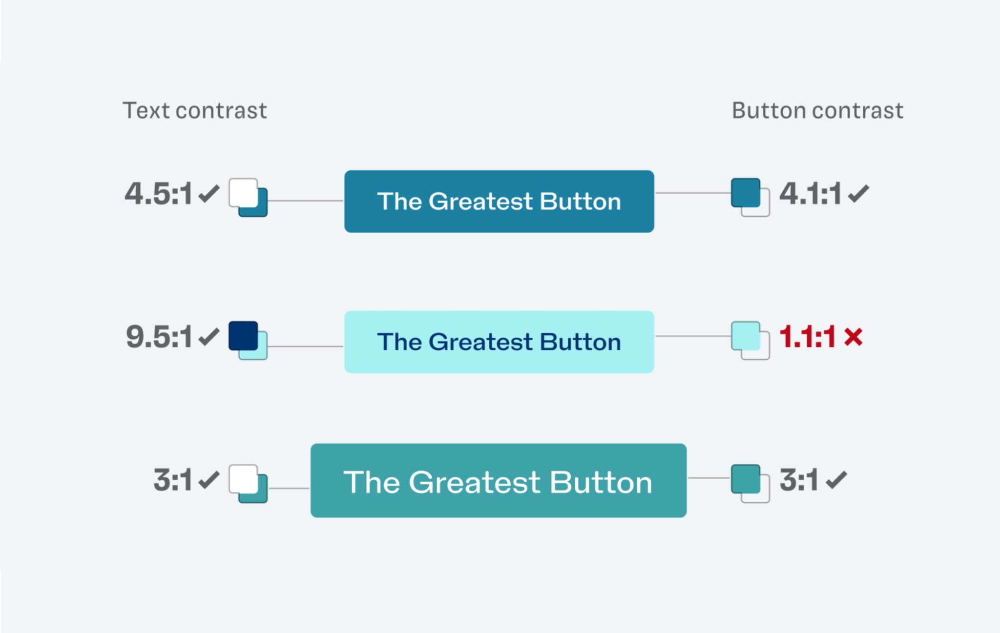 Text contrast
Button contrast
4.5:1 ✓
The Greatest Button
4.1:1 ✓
9.5:1 ✓
The Greatest Button
1.1:1 ×
3:1 ✓
The Greatest Button
3:1 ✓